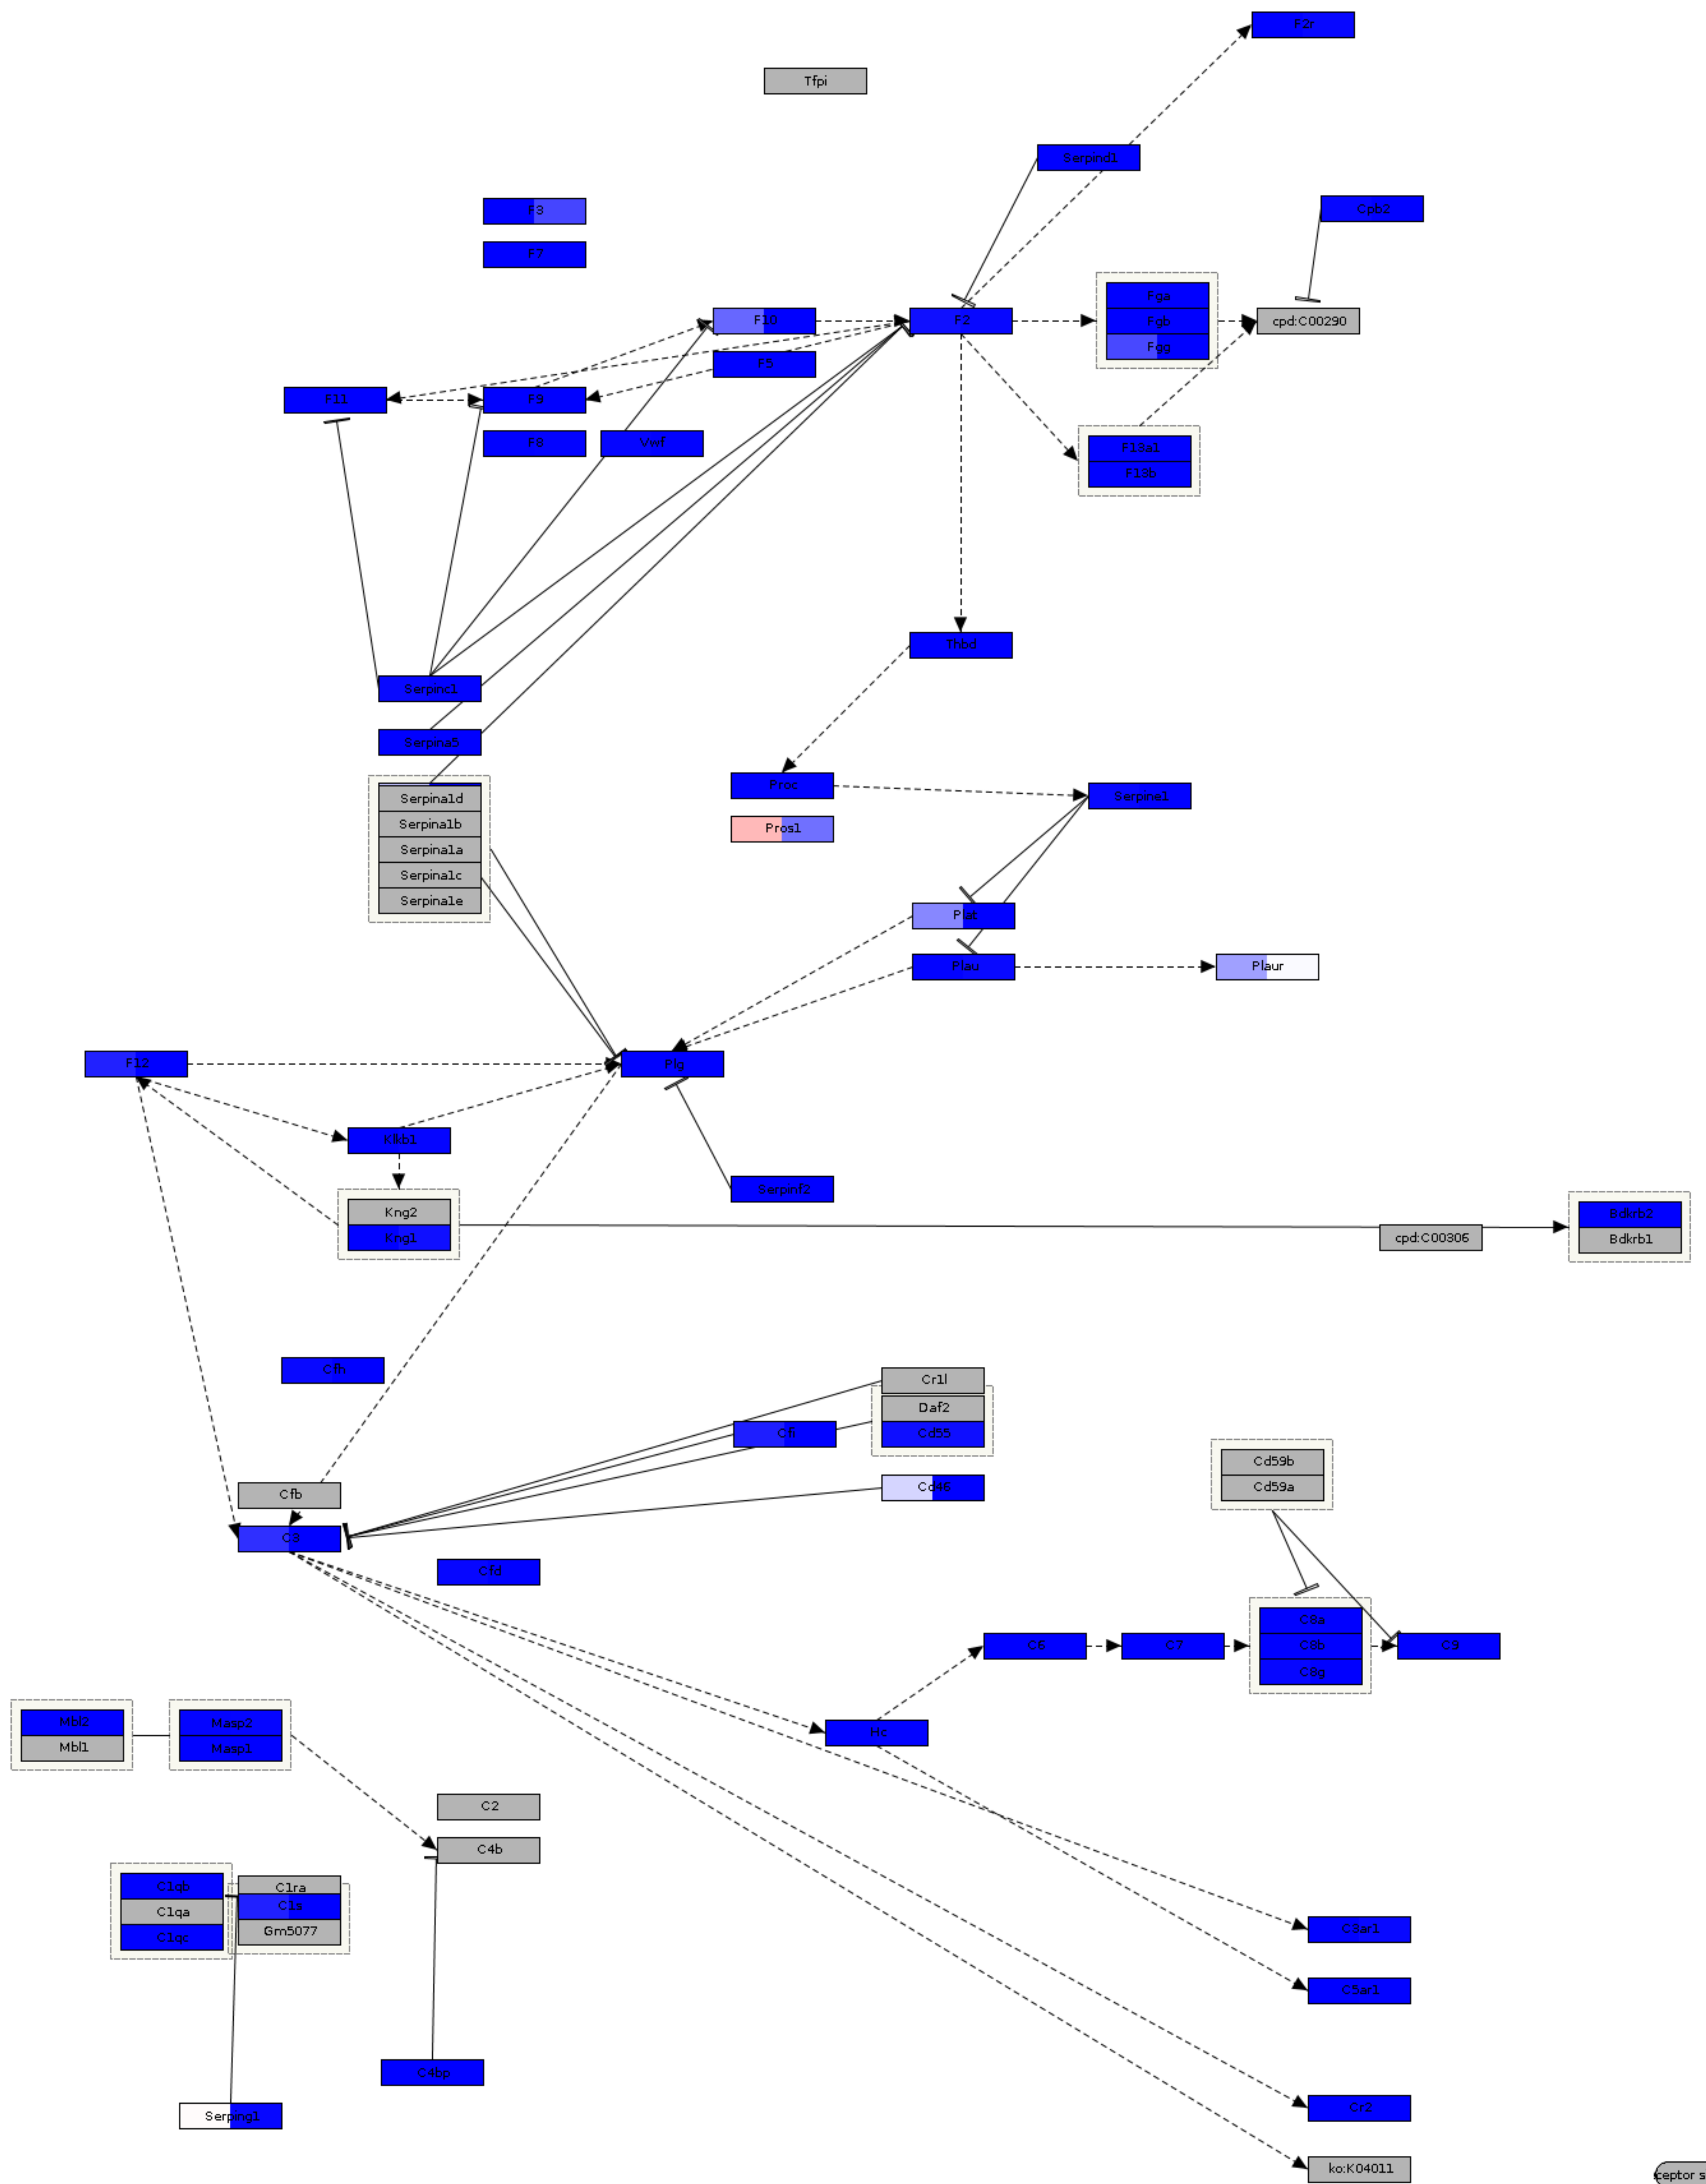 F2r
Tfpi
Serpind1
F3
Cpb2
F7
Fga
F10
F2
Fgb
cpd:C00290
Fgg
F5
F11
F9
F8
Vwf
F13a1
F13b
Thbd
Serpinc1
Serpina5
Proc
Serpine1
Serpina1d
Serpina1b
Pros1
Serpina1a
Serpina1c
Serpina1e
Plat
Plau
Plaur
F12
Plg
Klkb1
Serpinf2
Kng2
Kng1
Bdkrb2
cpd:C00306
Bdkrb1
Cfh
Cr1l
Daf2
Cfi
Cd55
Cd59b
Cd46
Cd59a
Cfb
C3
Cfd
C8a
C6
C7
C8b
C9
C8g
Mbl2
Masp2
Hc
Mbl1
Masp1
C2
C4b
C1qb
C1ra
C1s
C1qa
Gm5077
C1qc
C3ar1
C5ar1
C4bp
Cr2
Serping1
ko:K04011
ceptor s